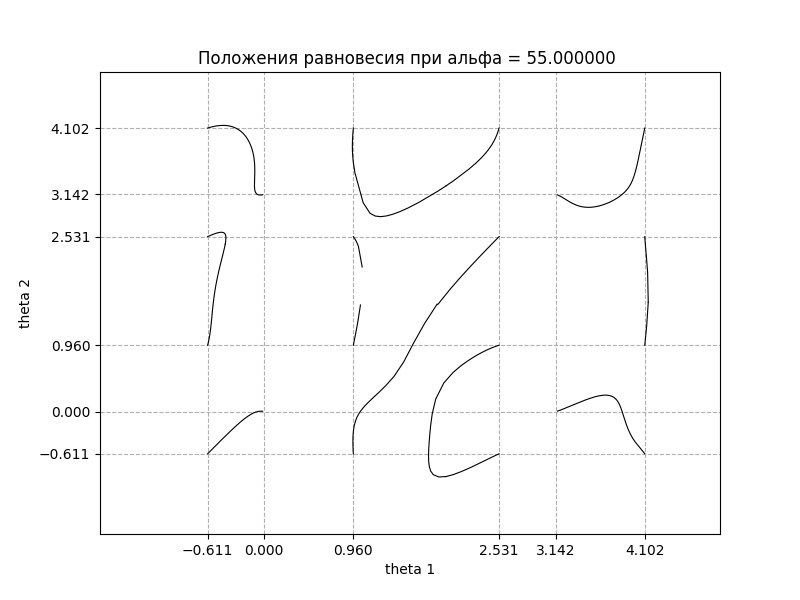 Положения равновесия при альфа = 55.000000
theta 2
4.102
3.142
2.531
0.960
0.000
−0.611
−0.611 0.000 0.960 2.531 3.142 4.102
theta 1